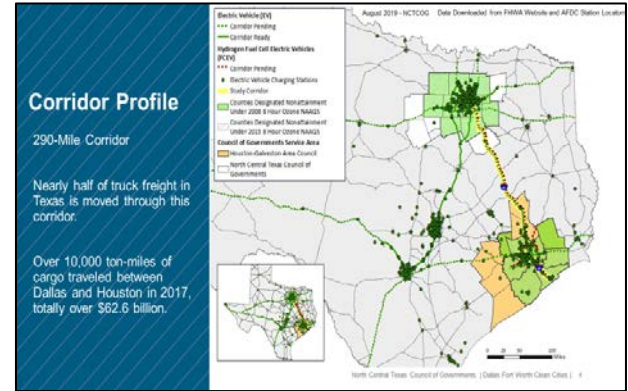 Corridor Profile
290-Mile Corridor
Nearly half of truck freight in
Texas is moved through this
corridor.
Over 10,000 ton-miles of
cargo traveled between
Dallas and Houston in 2017,
totally over $62.6 billion.
August 2019 - NCTCOG Data Downloaded from FHWA Website and AFDC Station Location
Electric Vehicle (EV)
Corridor Pending
Corridor Ready
Hydrogen Fuel Cell Electric Vehicles
(FCEV)
Corridor Pending
Electric Vehicle Charging Stations
Study Corridor
Counties Designated Nonattainment
Under 2008 8 Hour Ozone NAAQS
Counties Designated Nonattainment
Under 2015 8 Hour Ozone NAAQS
Council of Governments Service Area
Houston-Galveston Area Council
North Central Texas Council of
Governments
North Central Texas Council of Governments | Dallas Fort Worth Clean Cities | 4